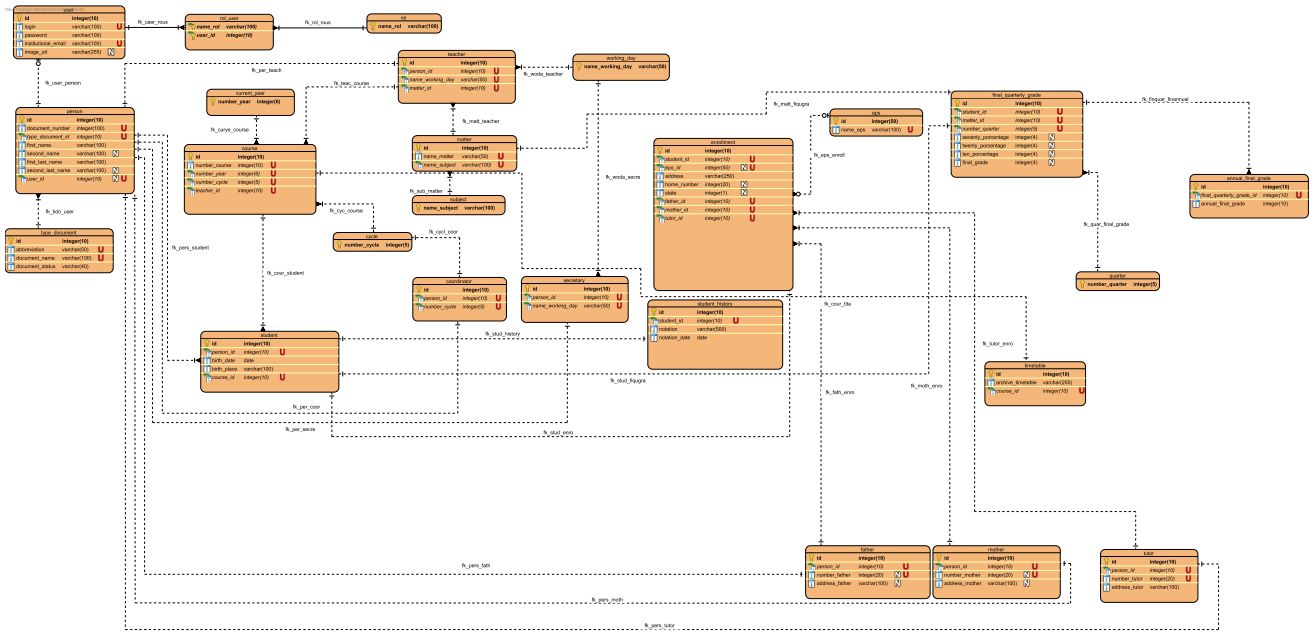 user
id integer(10)
login varchar(100) U
password varchar(100)
institutional_email varchar(100) U
image_url varchar(255) N
fk_user_rous
rol_user
name_rol varchar(100)
user_id integer(10)
fk_rol_rous
rol
name_rol varchar(100)
fk_user_person
fk_per_teach
teacher
id integer(10)
person_id integer(10) U
name_working_day varchar(50) U
matter_id integer(10) U
fk_woda_teacher
working_day
name_working_day varchar(50)
fk_teac_course
current_year
number_year integer(6)
fk_curye_course
fk_matt_teacher
fk_matt_fiqugra
person
id integer(10)
document_number integer(100) U
type_document_id integer(10) U
first_name varchar(100)
second_name varchar(100) N
first_last_name varchar(100)
second_last_name varchar(100) N
user_id integer(10) N U
course
id integer(10)
number_course integer(10) U
number_year integer(6) U
number_cycle integer(5) U
teacher_id integer(10) U
matter
id integer(10)
name_matter varchar(50) U
name_subject varchar(100) U
fk_sub_matter
subject
name_subject varchar(100)
fk_woda_secre
enrollment
id integer(10)
student_id integer(10) U
eps_id integer(50) N U
address varchar(250)
home_number integer(20) N
state integer(1) N
father_id integer(10) U
mother_id integer(10) U
tutor_id integer(10) U
eps
id integer(50)
name_eps varchar(100) U
fk_eps_enroll
final_quarterly_grade
id integer(10)
student_id integer(10) U
matter_id integer(10) U
number_quarter integer(5) U
seventy_porcentage integer(4) N
twenty_porcentage integer(4) N
ten_porcentage integer(4) N
final_grade integer(4) N
fk_finquar_finannual
annual_final_grade
id integer(10)
final_quarterly_grade_id integer(10) U
annual_final_grade integer(10)
fk_quar_final_grade
quarter
number_quarter integer(5)
fk_tido_user
type_document
id integer(10)
abbreviation varchar(50) U
document_name varchar(100) U
document_status varchar(40)
fk_pers_student
fk_cyc_course
cycle
number_cycle integer(5)
fk_cycl_coor
fk_cour_student
coordinator
id integer(10)
person_id integer(10) U
number_cycle integer(5) U
secretary
id integer(10)
person_id integer(10) U
name_working_day varchar(50) U
student_history
id integer(10)
student_id integer(10) U
notation varchar(500)
notation_date date
fk_cour_tita
student
id integer(10)
person_id integer(10) U
birth_date date
birth_place varchar(100)
course_id integer(10) U
fk_stud_history
fk_tutor_enro
timetable
id integer(10)
archive_timetable varchar(255)
course_id integer(10) U
fk_stud_fiqugra
fk_fath_enro
fk_moth_enro
fk_per_coor
fk_per_secre
fk_stud_enro
father
id integer(10)
person_id integer(10) U
number_father integer(20) N U
address_father varchar(100) N
mother
id integer(10)
person_id integer(10) U
number_mother integer(20) N U
address_mother varchar(100) N
tutor
id integer(10)
person_id integer(10) U
number_tutor integer(20) U
address_tutor varchar(100)
fk_pers_fath
fk_pers_moth
fk_pers_tutor